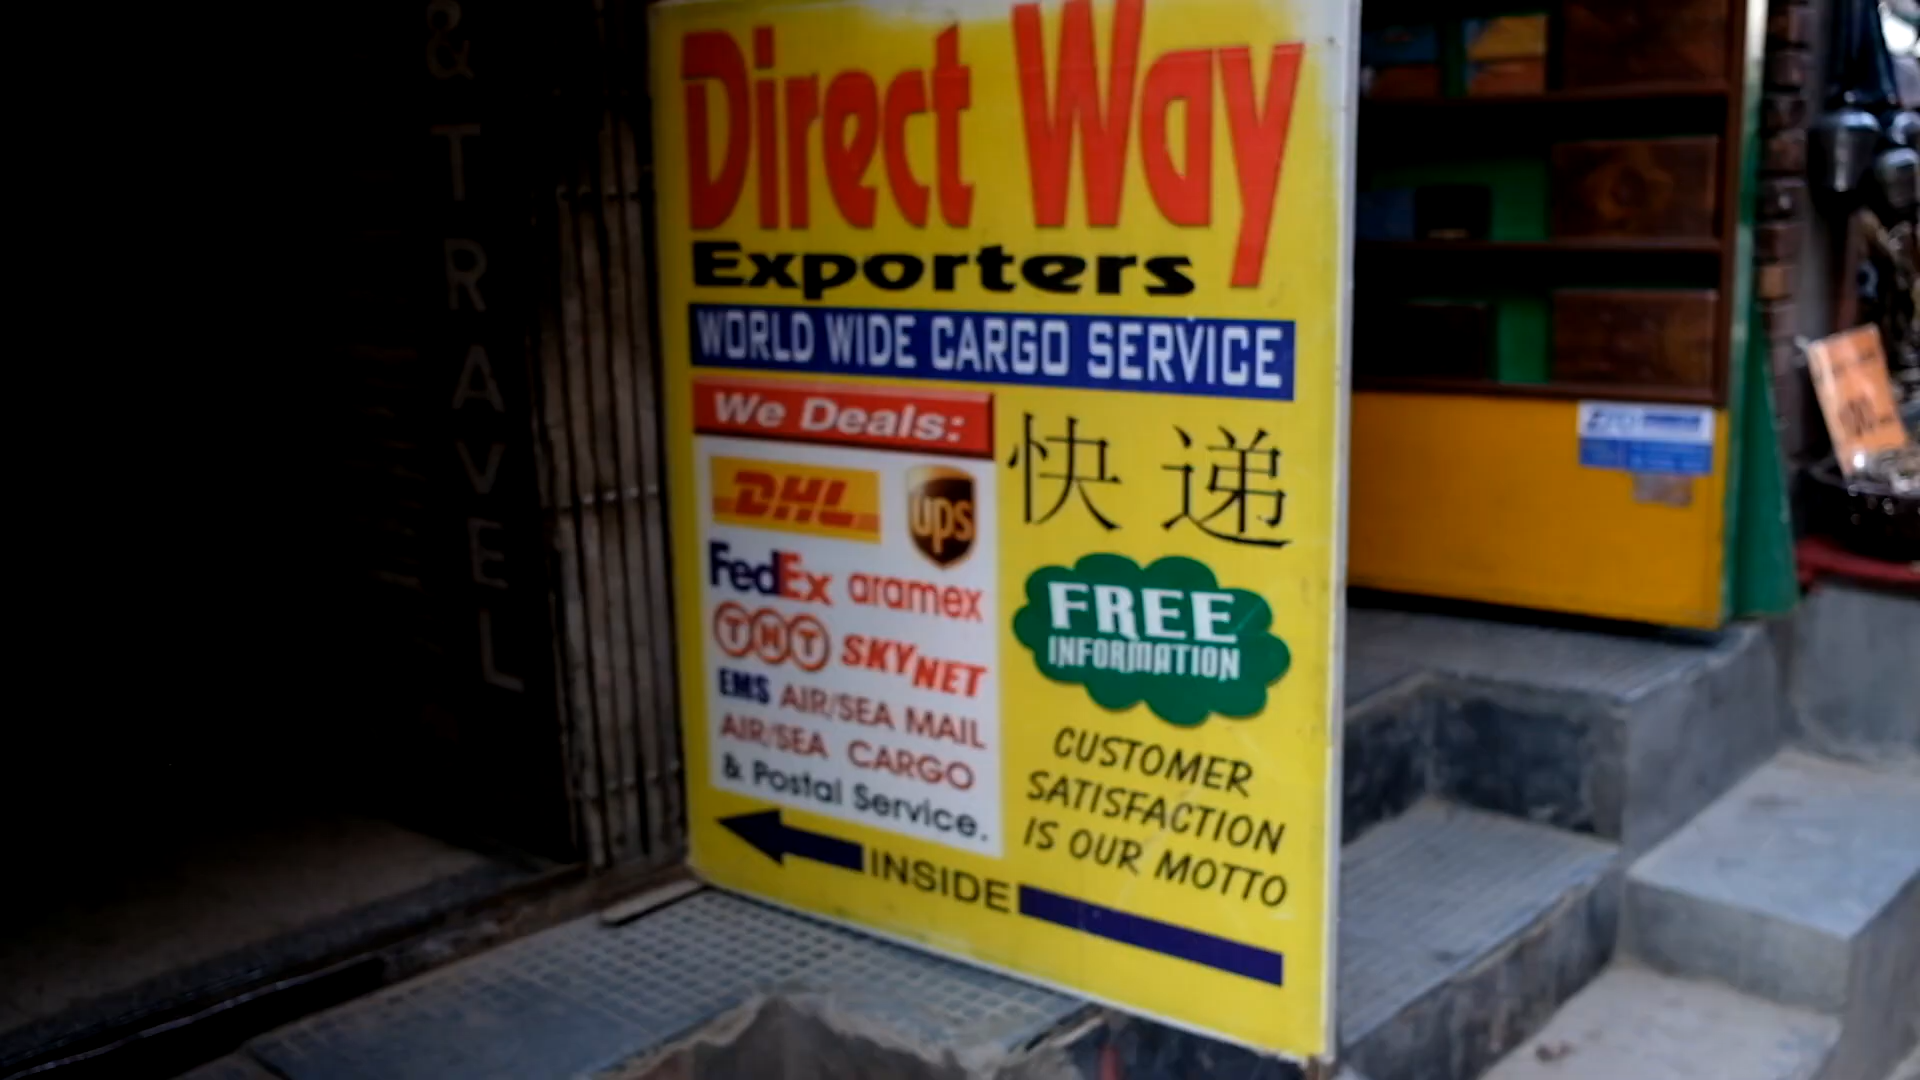 & TRAVEL
Direct Way
Exporters
WORLD WIDE CARGO SERVICE
We Deals:
DHL ups
FedEx aramex
TNT SKYNET
EMS AIR/SEA MAIL
AIR/SEA CARGO
& Postal Service.
快递
FREE
INFORMATION
CUSTOMER
SATISFACTION
IS OUR MOTTO
INSIDE